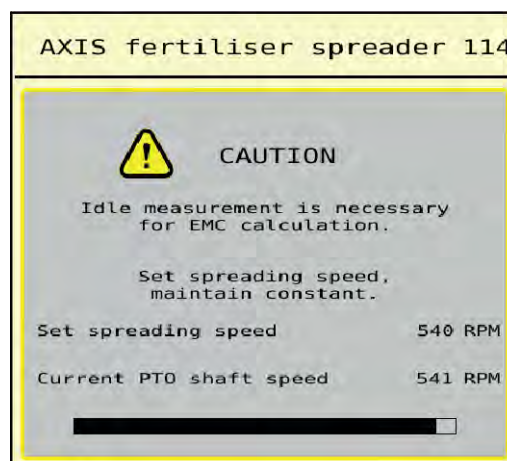 AXIS fertiliser spreader 114
CAUTION
Idle measurement is necessary
for EMC calculation.
Set spreading speed,
maintain constant.
Set spreading speed 540 RPM
Current PTO shaft speed 541 RPM